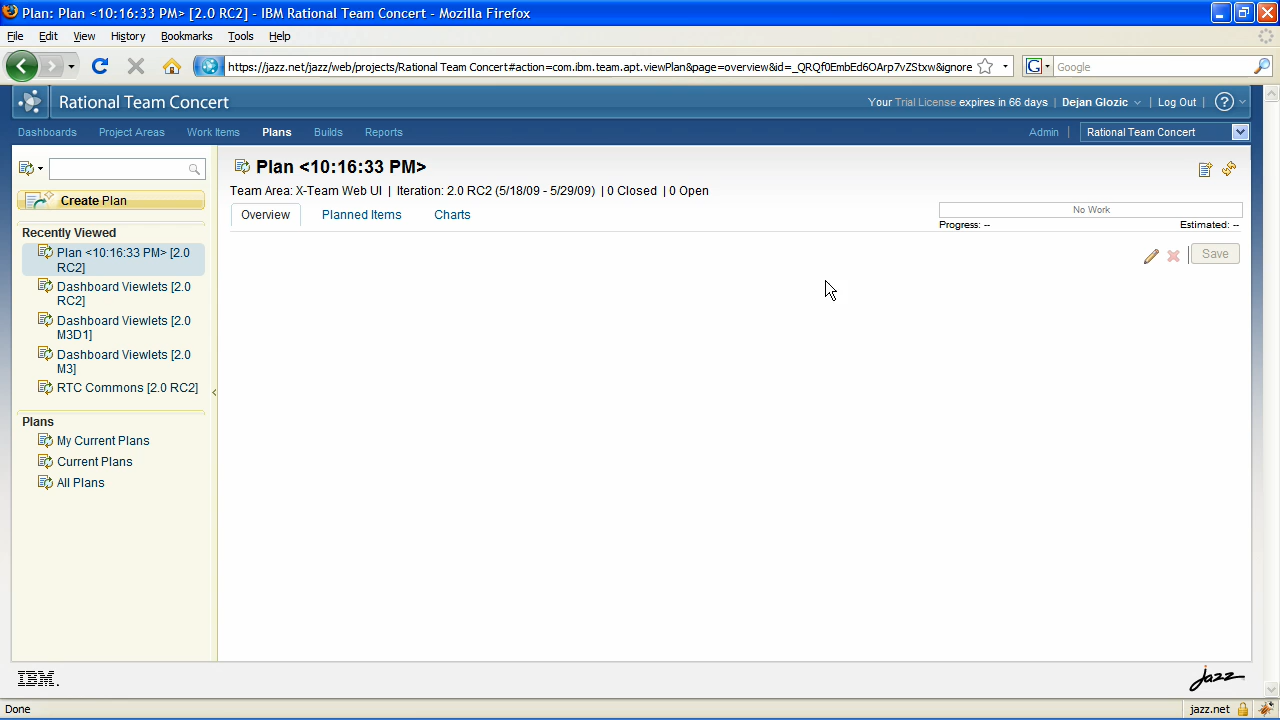 Plan: Plan <10:16:33 PM> [2.0 RC2] - IBM Rational Team Concert - Mozilla Firefox
File Edit View History Bookmarks Tools Help
https://jazz.net/jazz/web/projects/Rational Team Concert#action=com.ibm.team.apt.viewPlan&page=overview&id=_QRQf0EmbEd6OArp7vZ9txw&ignore
Google
Rational Team Concert
Your Trial License expires in 66 days | Dejan Glozic | Log Out
Dashboards Project Areas Work Items Plans Builds Reports
Admin | Rational Team Concert
Create Plan
Recently Viewed
Plan <10:16:33 PM> [2.0
RC2]
Dashboard Viewlets [2.0
RC2]
Dashboard Viewlets [2.0
M3D1]
Dashboard Viewlets [2.0
M3]
RTC Commons [2.0 RC2]
Plans
My Current Plans
Current Plans
All Plans
Plan <10:16:33 PM>
Team Area: X-Team Web UI | Iteration: 2.0 RC2 (5/18/09 - 5/29/09) | 0 Closed | 0 Open
Overview Planned Items Charts
No Work
Progress: -- Estimated: --
Save
IBM.
jazz
Done
jazz.net